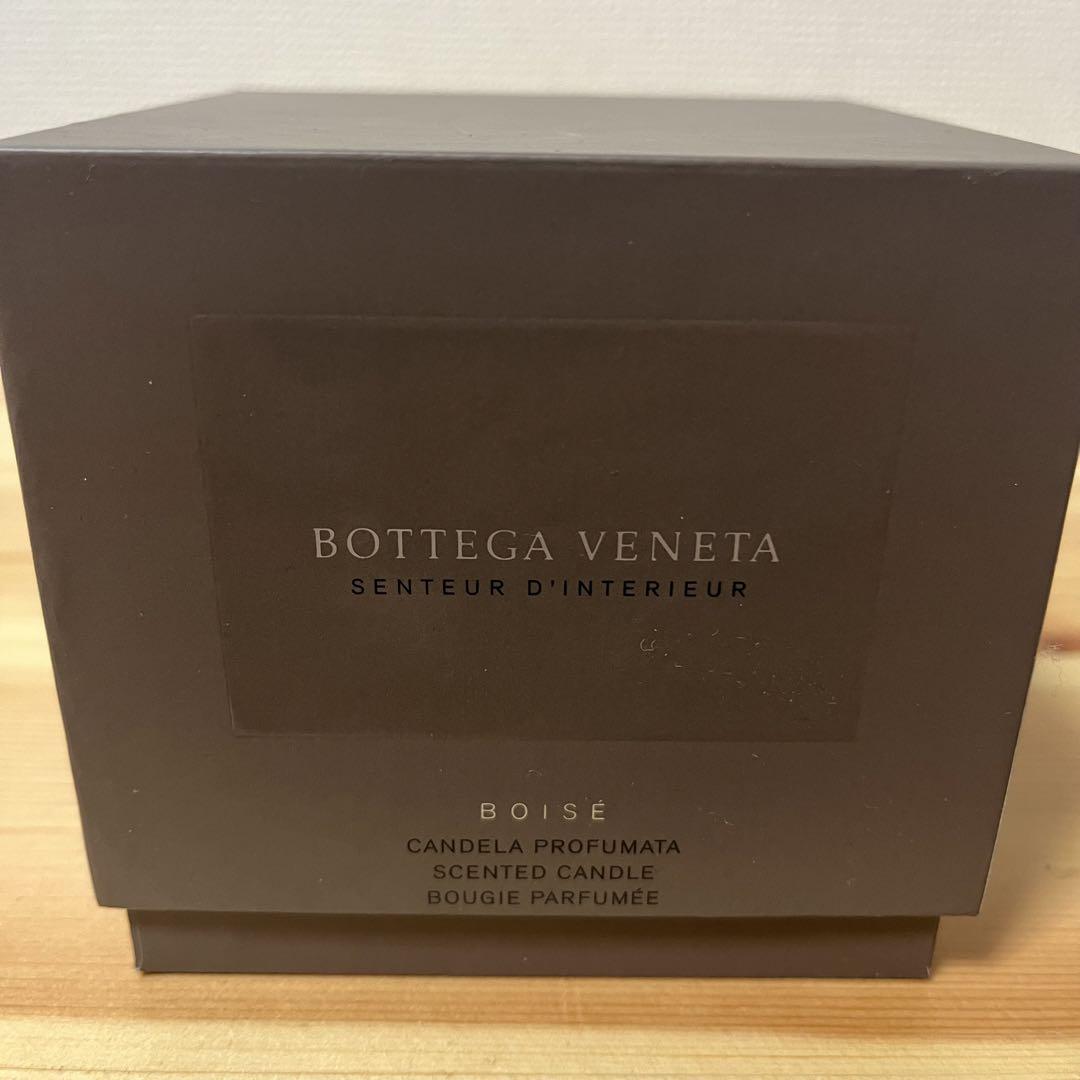 BOTTEGA VENETA
SENTEUR D'INTERIEUR
BOISÉ
CANDELA PROFUMATA
SCENTED CANDLE
BOUGIE PARFUMÉE